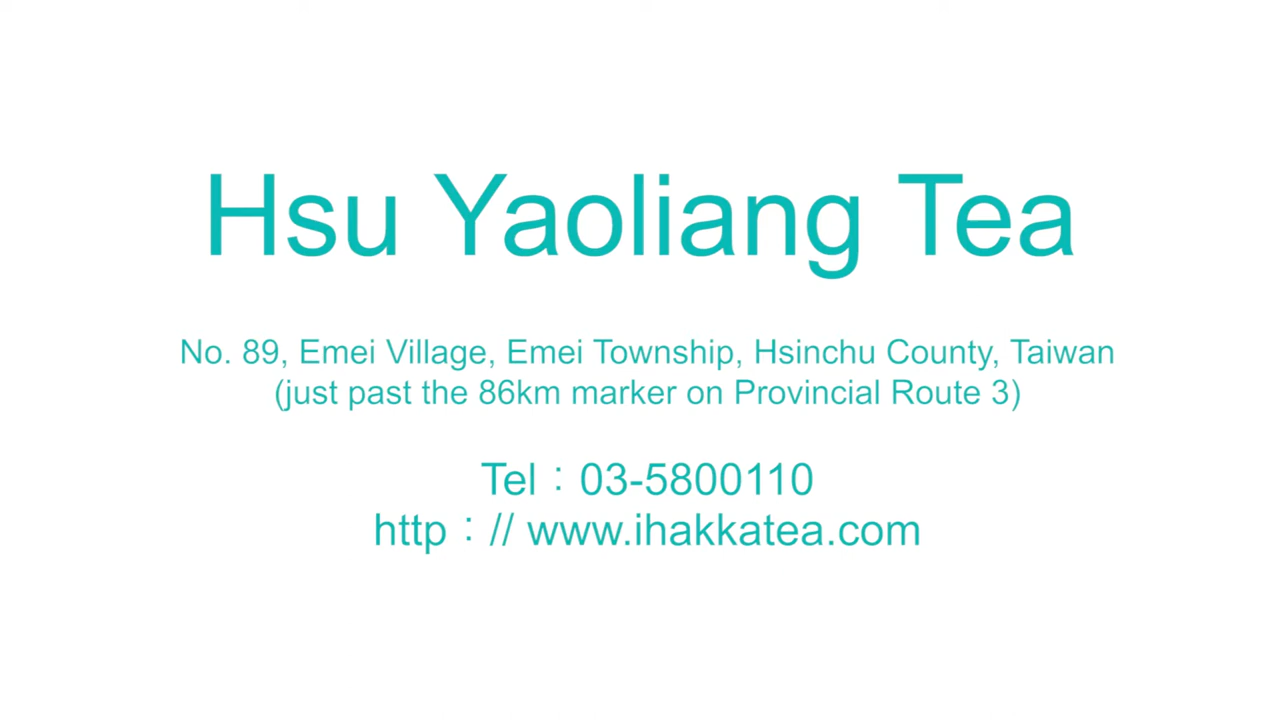 Hsu Yaoliang Tea
No. 89, Emei Village, Emei Township, Hsinchu County, Taiwan
(just past the 86km marker on Provincial Route 3)
Tel：03-5800110
http：// www.ihakkatea.com